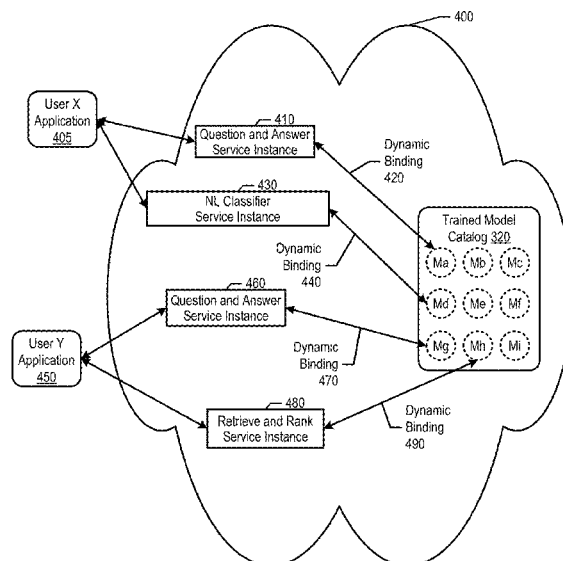 400
User X
Application
405
410
Question and Answer
Service Instance
Dynamic
Binding
420
430
NL Classifier
Service Instance
Trained Model
Catalog 320
Ma Mb Mc
Md Me Mf
Mg Mh Mi
Dynamic
Binding
440
460
Question and Answer
Service Instance
User Y
Application
450
Dynamic
Binding
470
480
Retrieve and Rank
Service Instance
Dynamic
Binding
490